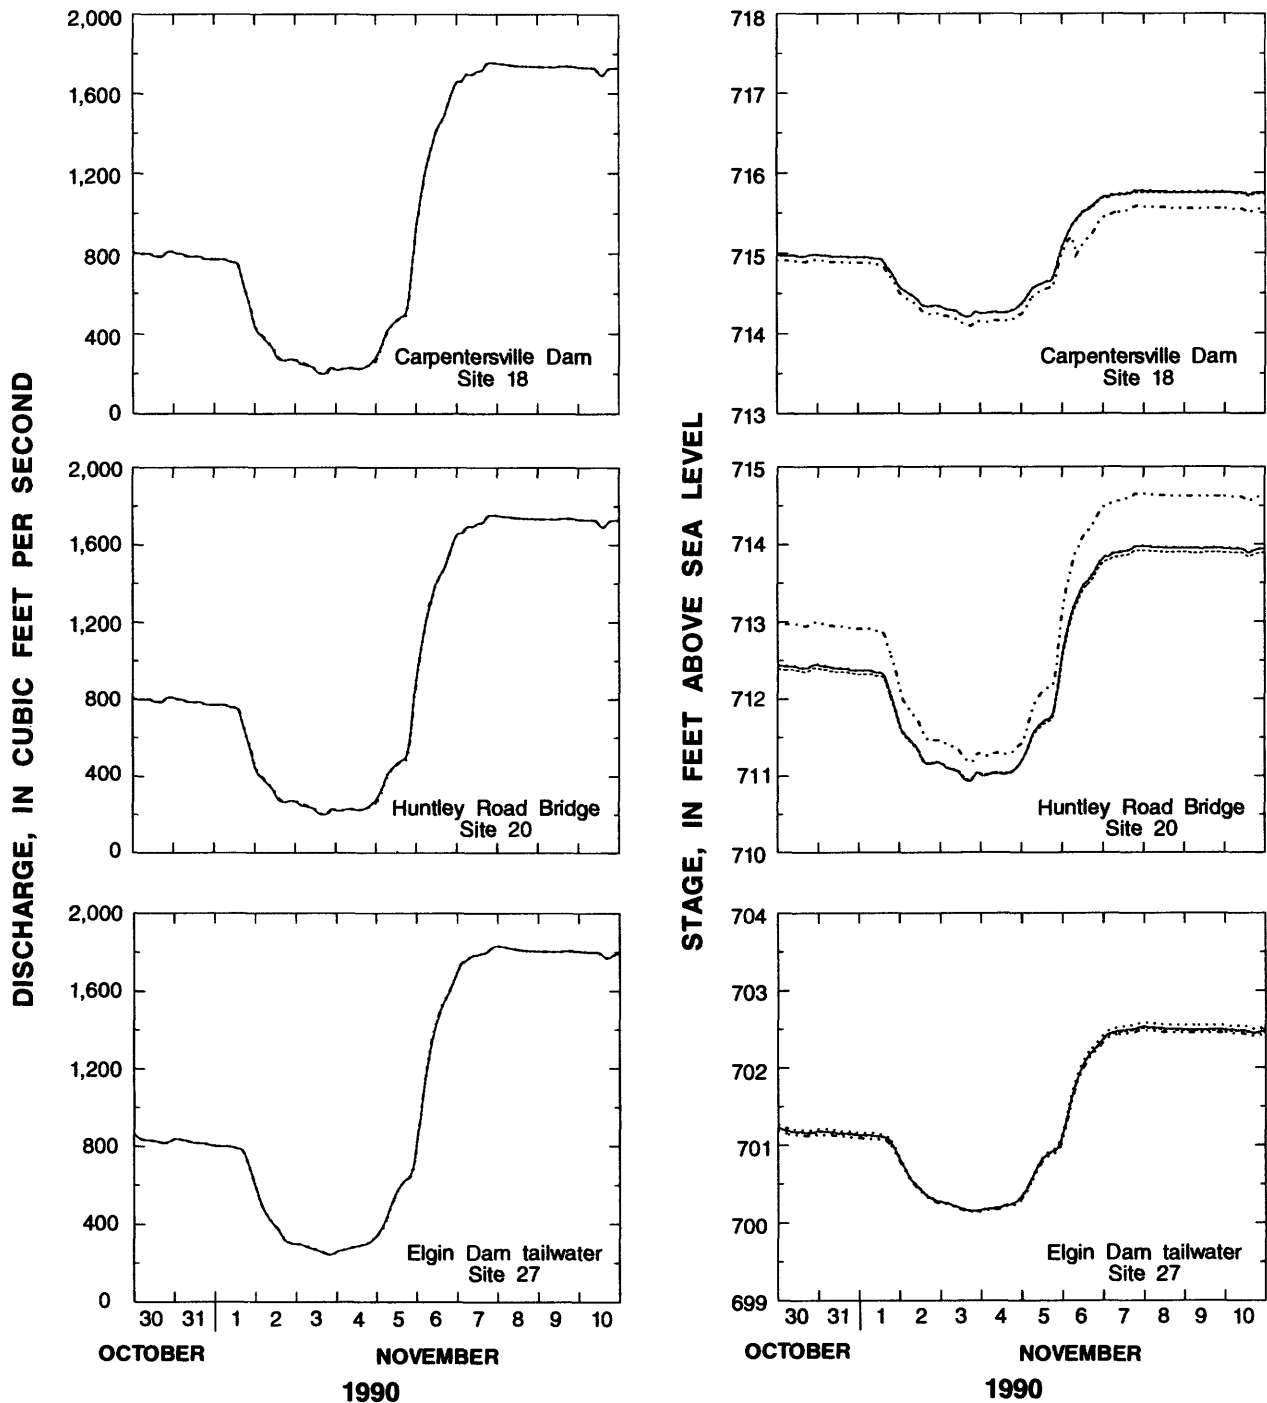 DISCHARGE, IN CUBIC FEET PER SECOND
2,000
1,600
1,200
800
400
0
Carpentersville Dam
Site 18
2,000
1,600
1,200
800
400
0
Huntley Road Bridge
Site 20
2,000
1,600
1,200
800
400
0
Elgin Dam tailwater
Site 27
30 31 1 2 3 4 5 6 7 8 9 10
OCTOBER NOVEMBER
1990
STAGE, IN FEET ABOVE SEA LEVEL
718
717
716
715
714
713
Carpentersville Dam
Site 18
715
714
713
712
711
710
Huntley Road Bridge
Site 20
704
703
702
701
700
699
Elgin Dam tailwater
Site 27
30 31 1 2 3 4 5 6 7 8 9 10
OCTOBER NOVEMBER
1990